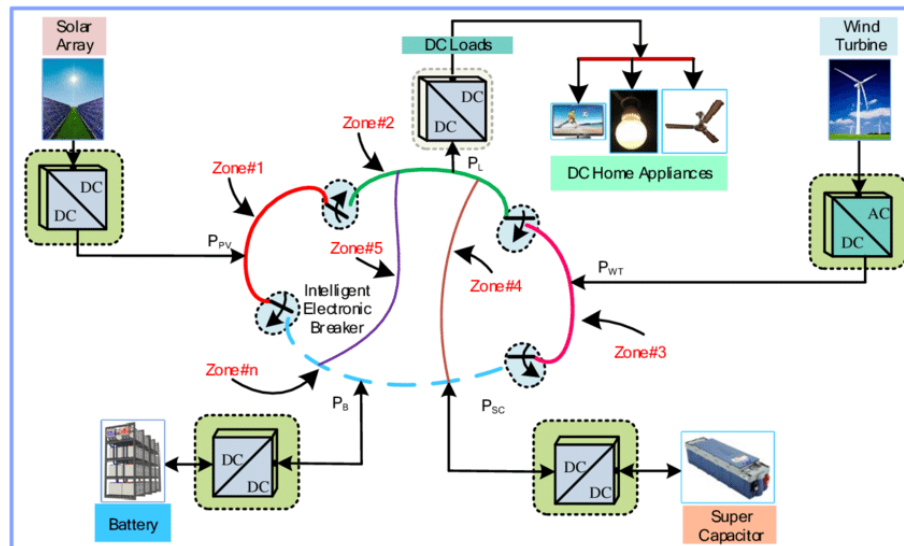 Solar
Array
DC
DC
P_PV
Zone#1
Zone#2
DC Loads
DC
DC
P_L
DC Home Appliances
Wind
Turbine
AC
DC
P_WT
Zone#5
Zone#4
Zone#3
Intelligent
Electronic
Breaker
Zone#n
P_B
P_SC
DC
DC
Battery
DC
DC
Super
Capacitor